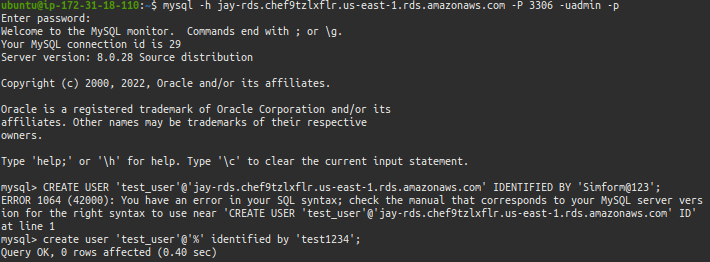 ubuntu@ip-172-31-18-110:~$ mysql -h jay-rds.chef9tzlxflr.us-east-1.rds.amazonaws.com -P 3306 -uadmin -p
Enter password:
Welcome to the MySQL monitor.  Commands end with ; or \g.
Your MySQL connection id is 29
Server version: 8.0.28 Source distribution

Copyright (c) 2000, 2022, Oracle and/or its affiliates.

Oracle is a registered trademark of Oracle Corporation and/or its
affiliates. Other names may be trademarks of their respective
owners.

Type 'help;' or '\h' for help. Type '\c' to clear the current input statement.

mysql> CREATE USER 'test_user'@'jay-rds.chef9tzlxflr.us-east-1.rds.amazonaws.com' IDENTIFIED BY 'Simform@123';
ERROR 1064 (42000): You have an error in your SQL syntax; check the manual that corresponds to your MySQL server vers
ion for the right syntax to use near 'CREATE USER 'test_user'@'jay-rds.chef9tzlxflr.us-east-1.rds.amazonaws.com' ID'
at line 1
mysql> create user 'test_user'@'%' identified by 'test1234';
Query OK, 0 rows affected (0.40 sec)